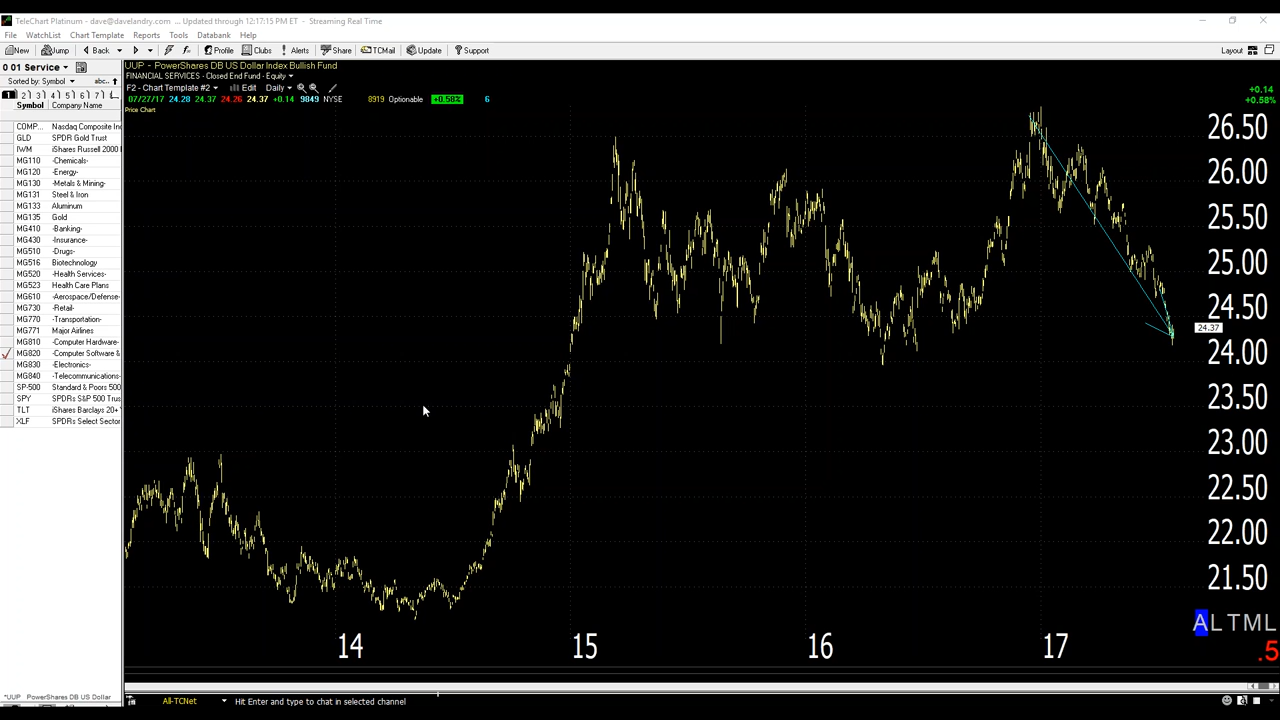 TeleChart Platinum - dave@davelandry.com ... Updated through 12:17:15 PM ET - Streaming Real Time
File WatchList Chart Template Reports Tools Databank Help
New Jump Back Profile Clubs Alerts Share TCMail Update Support Layout
0 01 Service
UUP - PowerShares DB US Dollar Index Bullish Fund
FINANCIAL SERVICES - Closed End Fund - Equity
Sorted by: Symbol abc..
F2 - Chart Template #2 Edit Daily
+0.14
+0.58%
1 2 3 4 5 6 7
07/27/17 24.28 24.37 24.26 24.37 +0.14 9849 NYSE 8919 Optionable +0.58% 6
Symbol Company Name
Price Chart
COMP... Nasdaq Composite In
GLD SPDR Gold Trust
IWM iShares Russell 2000
MG110 -Chemicals-
MG120 -Energy-
MG130 -Metals & Mining-
MG131 Steel & Iron
MG133 Aluminum
MG135 Gold
MG410 -Banking-
MG430 -Insurance-
MG510 -Drugs-
MG516 Biotechnology
MG520 -Health Services-
MG523 Health Care Plans
MG610 -Aerospace/Defense-
MG730 -Retail-
MG770 -Transportation-
MG771 Major Airlines
MG810 -Computer Hardware-
MG820 -Computer Software &
MG830 -Electronics-
MG840 -Telecommunications-
SP-500 Standard & Poors 500
SPY SPDRs S&P 500 Trus
TLT iShares Barclays 20+
XLF SPDRs Select Sector
26.50
26.00
25.50
25.00
24.50
24.37
24.00
23.50
23.00
22.50
22.00
21.50
ALTML
14 15 16 17
.5
*UUP PowerShares DB US Dollar
All-TCNet Hit Enter and type to chat in selected channel